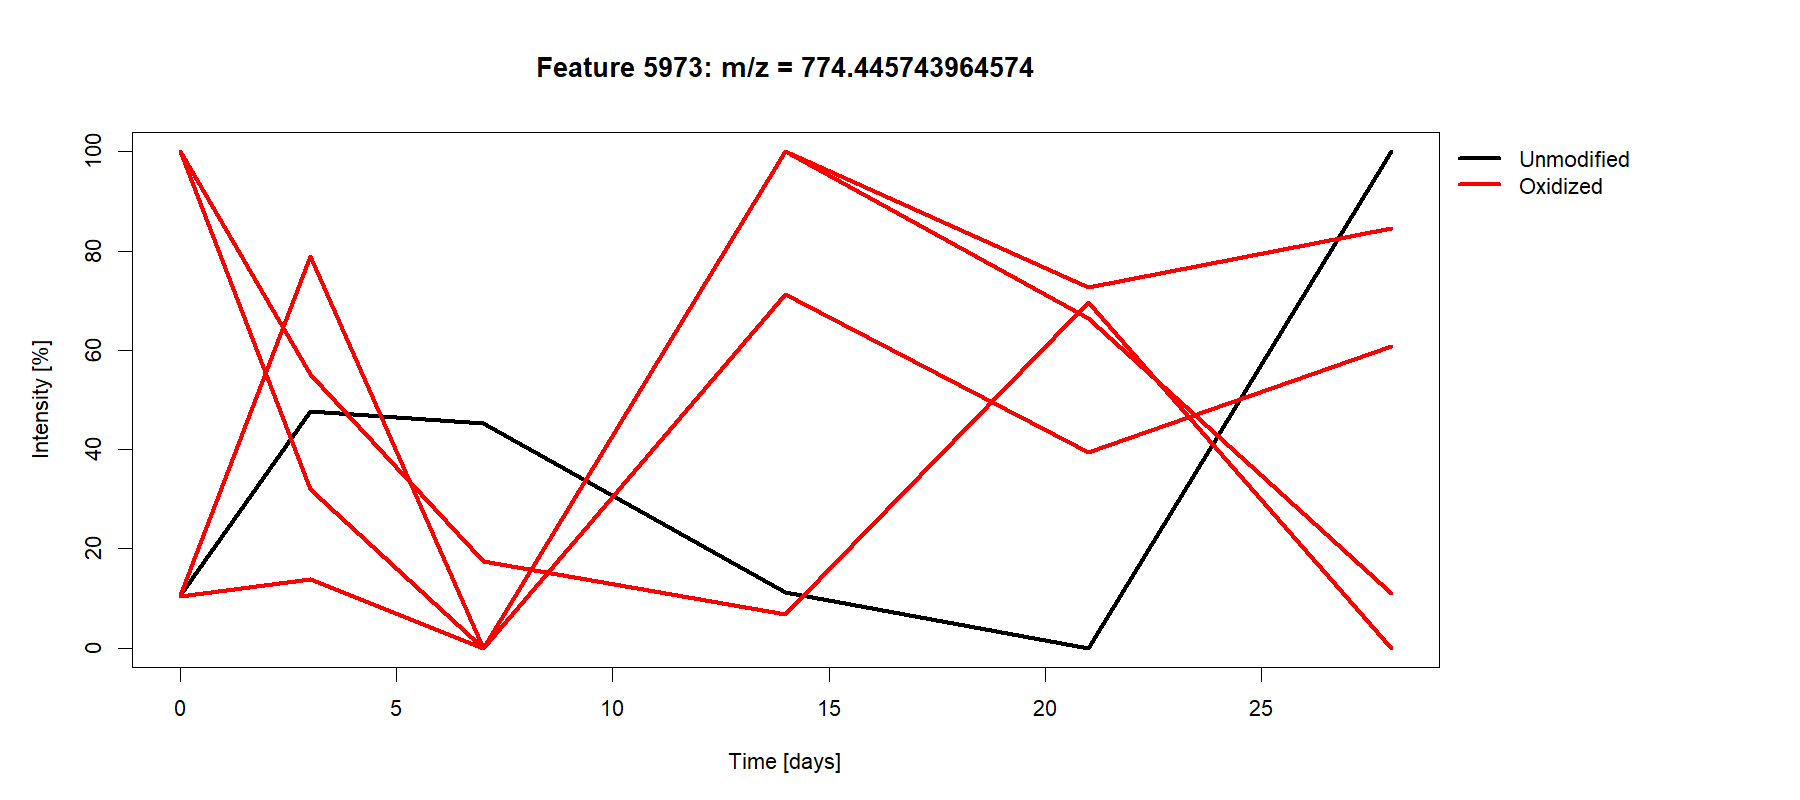 Feature 5973: m/z = 774.445743964574
Unmodified
Oxidized
100
80
60
40
20
0
Intensity [%]
0 5 10 15 20 25
Time [days]